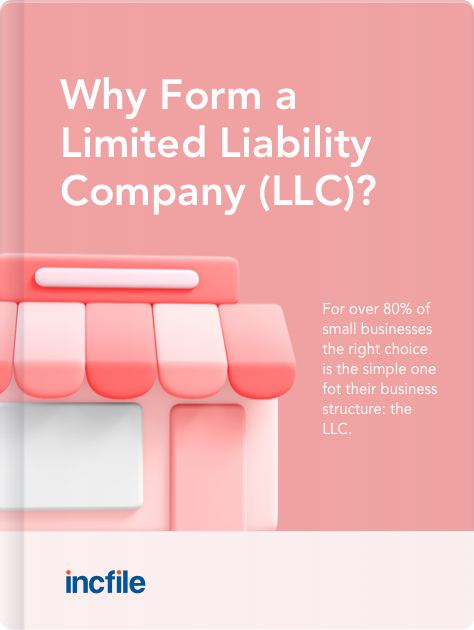 Why Form a
Limited Liability
Company (LLC)?
For over 80% of
small businesses
the right choice
is the simple one
fot their business
structure: the
LLC.
incfile